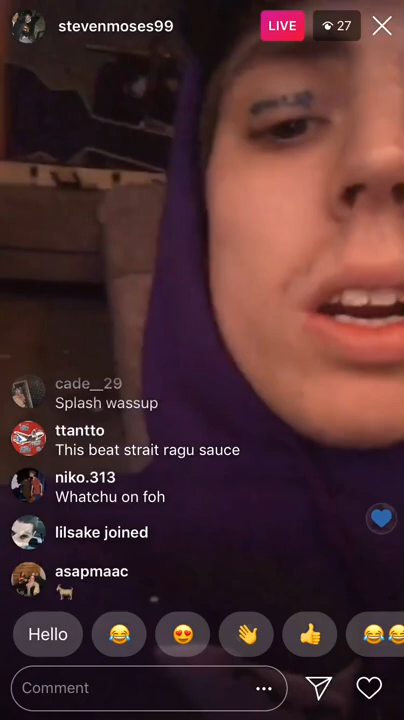 stevenmoses99
LIVE
27
cade__29
Splash wassup
ttantto
This beat strait ragu sauce
niko.313
Whatchu on foh
lilsake joined
asapmaac
Hello
Comment